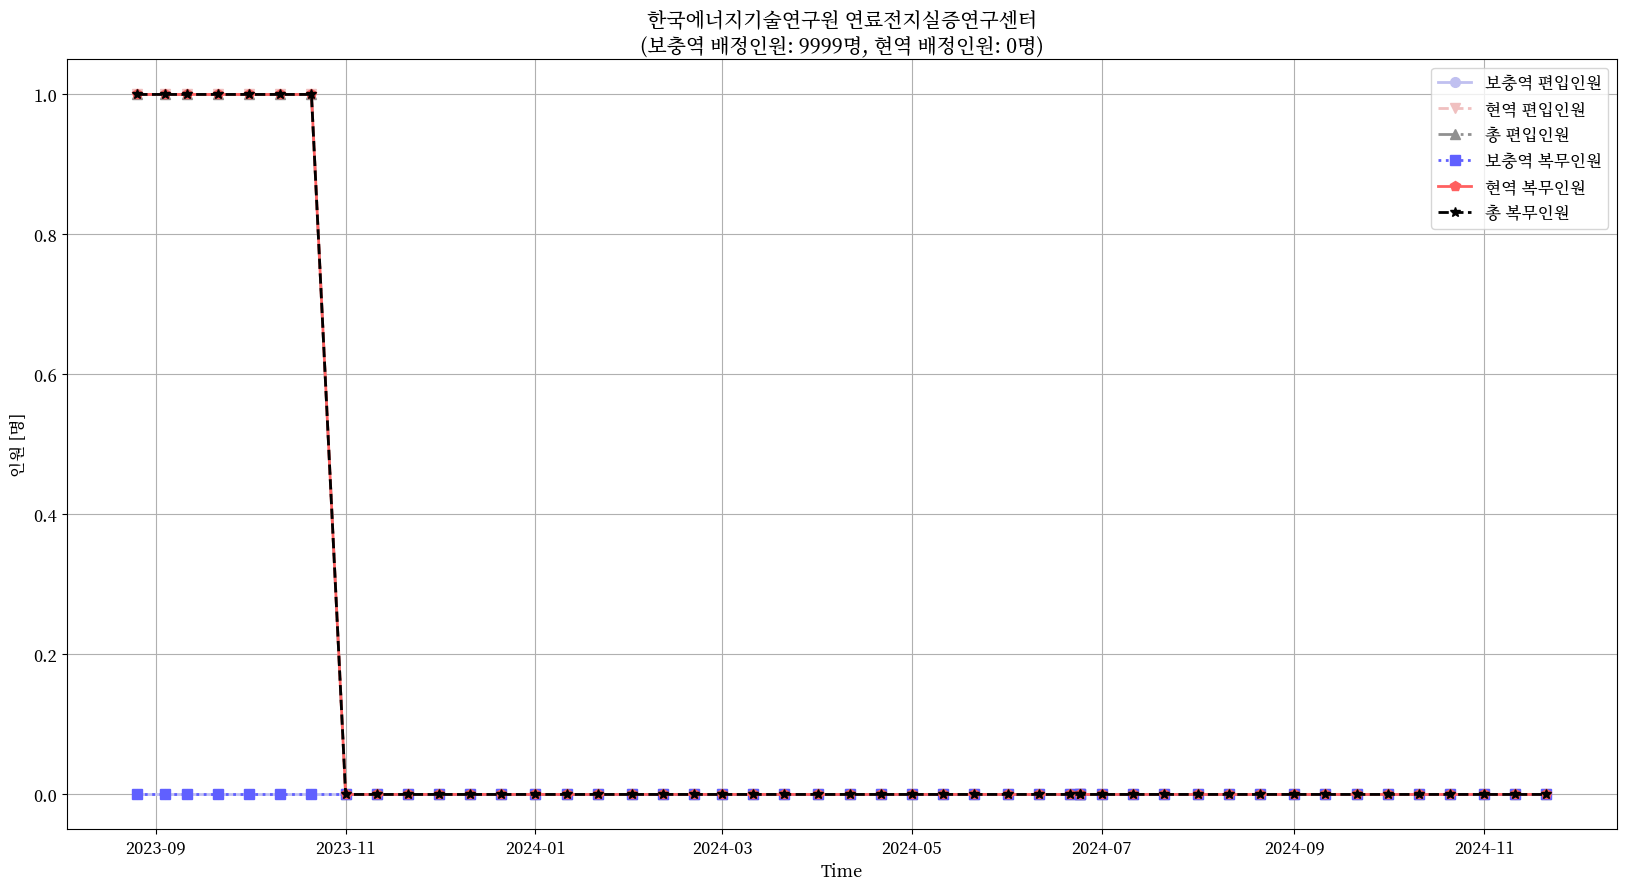 한국에너지기술연구원 연료전지실증연구센터
(보충역 배정인원: 9999명, 현역 배정인원: 0명)
보충역 편입인원
현역 편입인원
총 편입인원
보충역 복무인원
현역 복무인원
총 복무인원
인원 [명]
1.0
0.8
0.6
0.4
0.2
0.0
2023-09
2023-11
2024-01
2024-03
2024-05
2024-07
2024-09
2024-11
Time